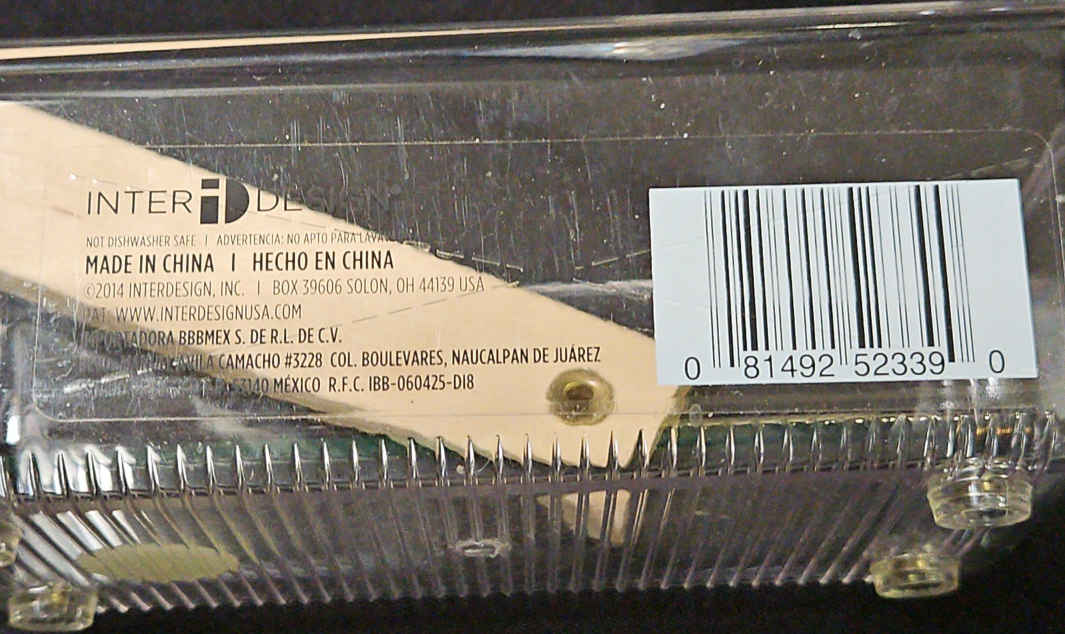 INTER iD DESIGN
NOT DISHWASHER SAFE | ADVERTENCIA: NO APTO PARA
MADE IN CHINA | HECHO EN CHINA
©2014 INTERDESIGN, INC. | BOX 39606 SOLON, OH 44139 USA
WWW.INTERDESIGNUSA.COM
BBBMEX S. DE R.L. DE C.V.
CAMACHO #3228 COL. BOULEVARES, NAUCALPAN DE JUÁREZ
MÉXICO R.F.C. IBB-060425-DI8
0 81492 52339 0